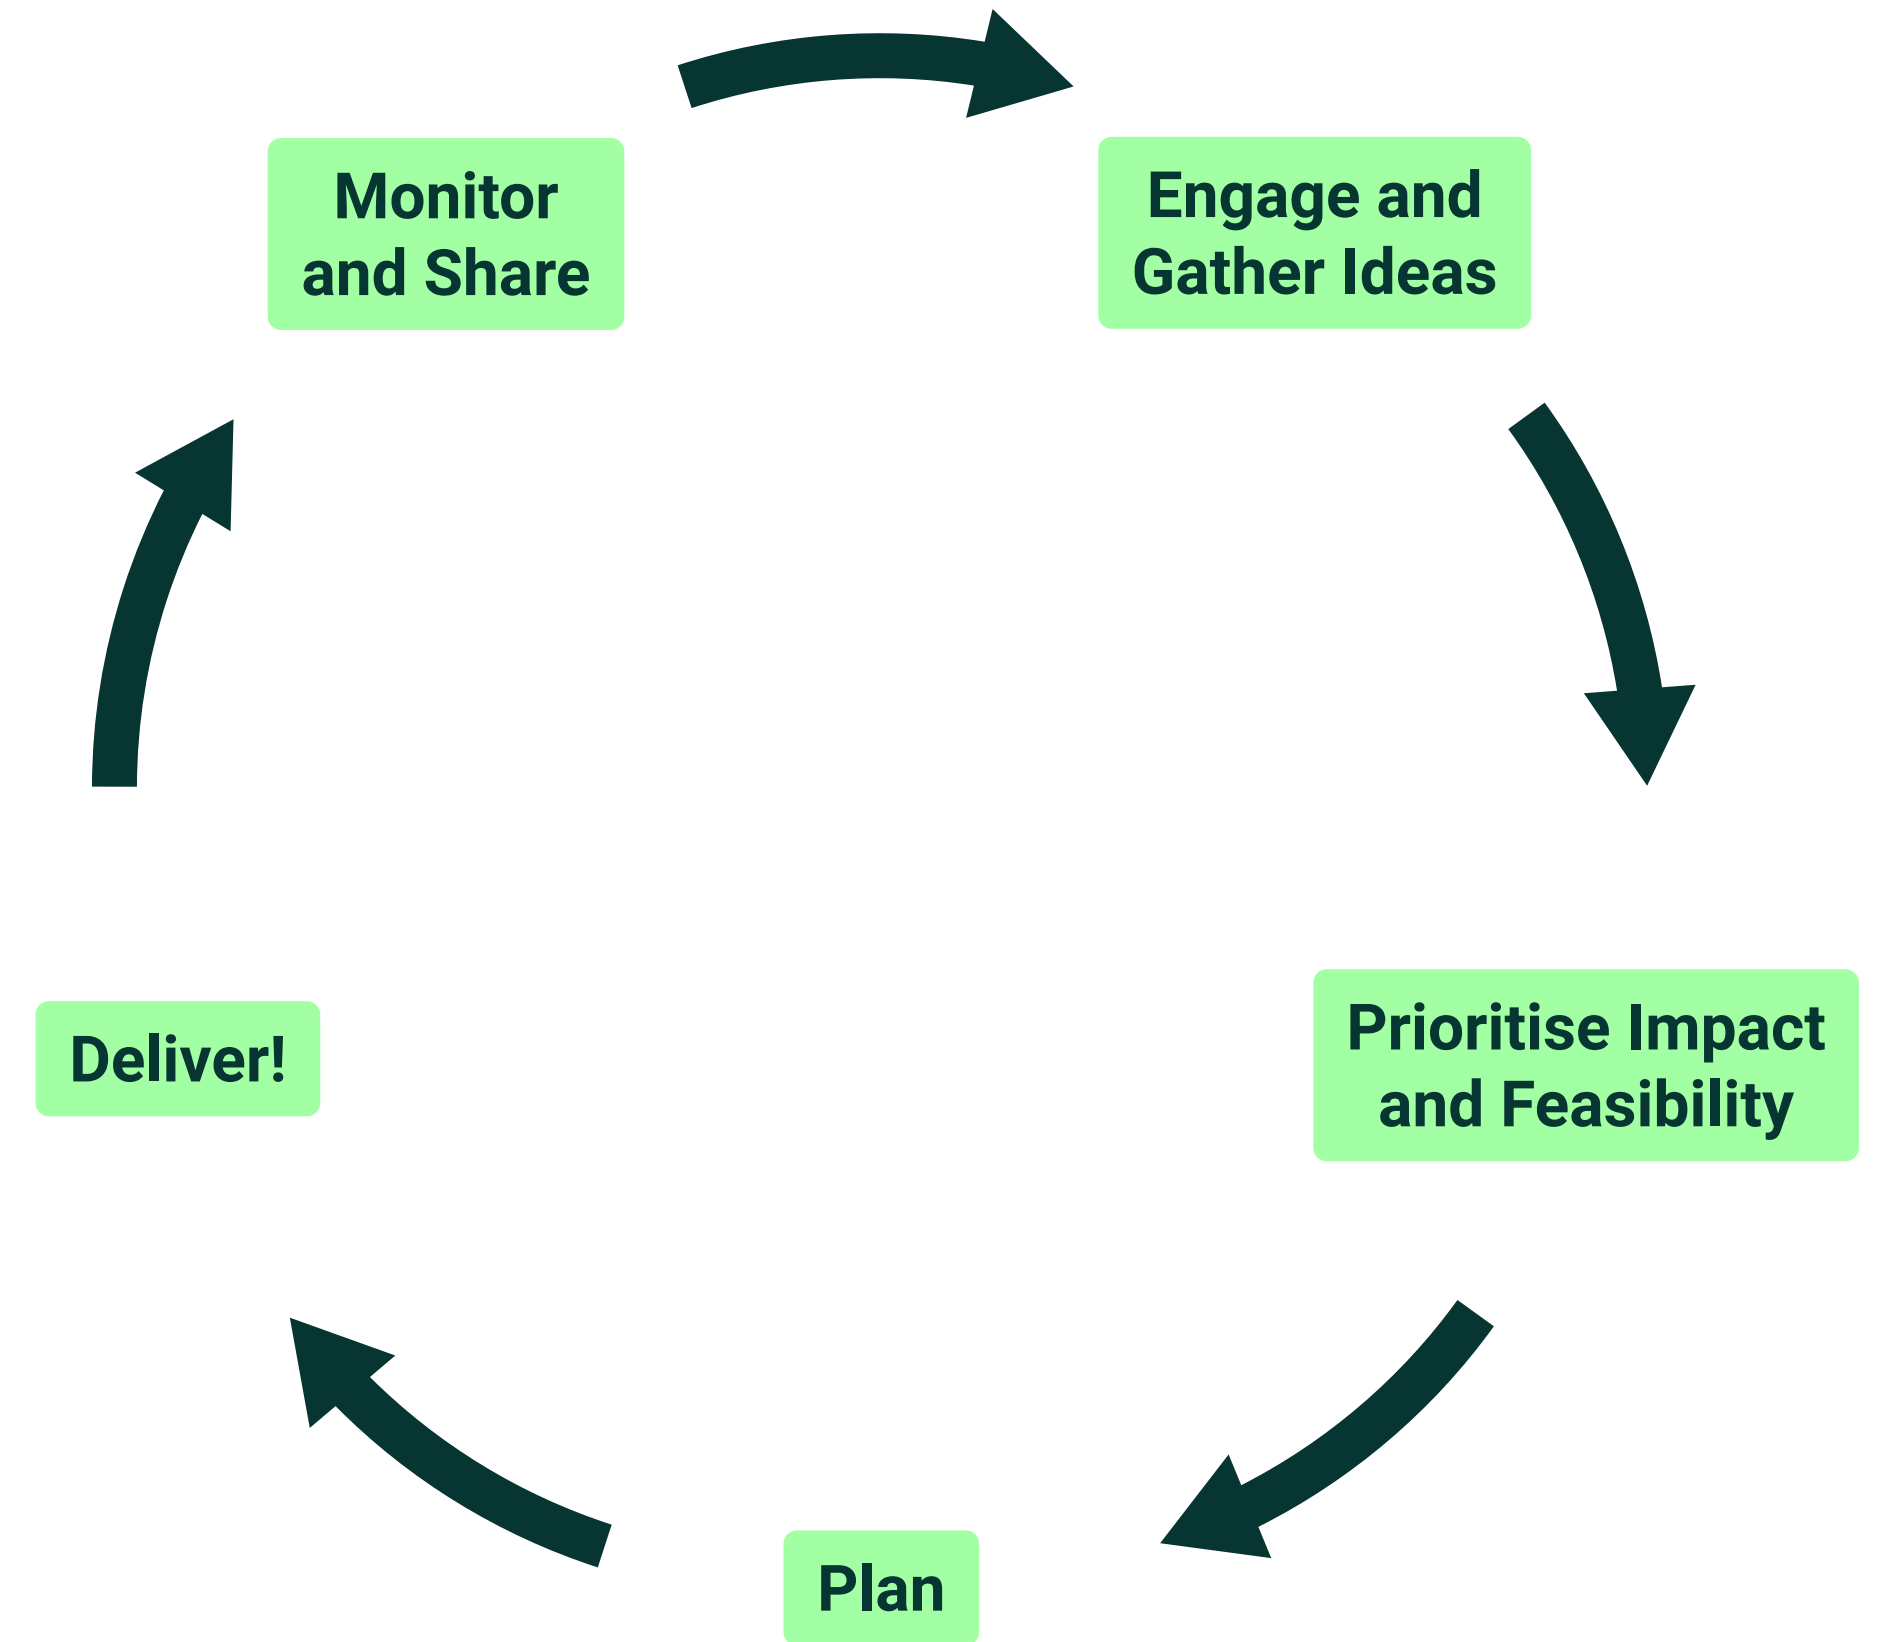 Monitor
and Share
Engage and
Gather Ideas
Prioritise Impact
and Feasibility
Deliver!
Plan